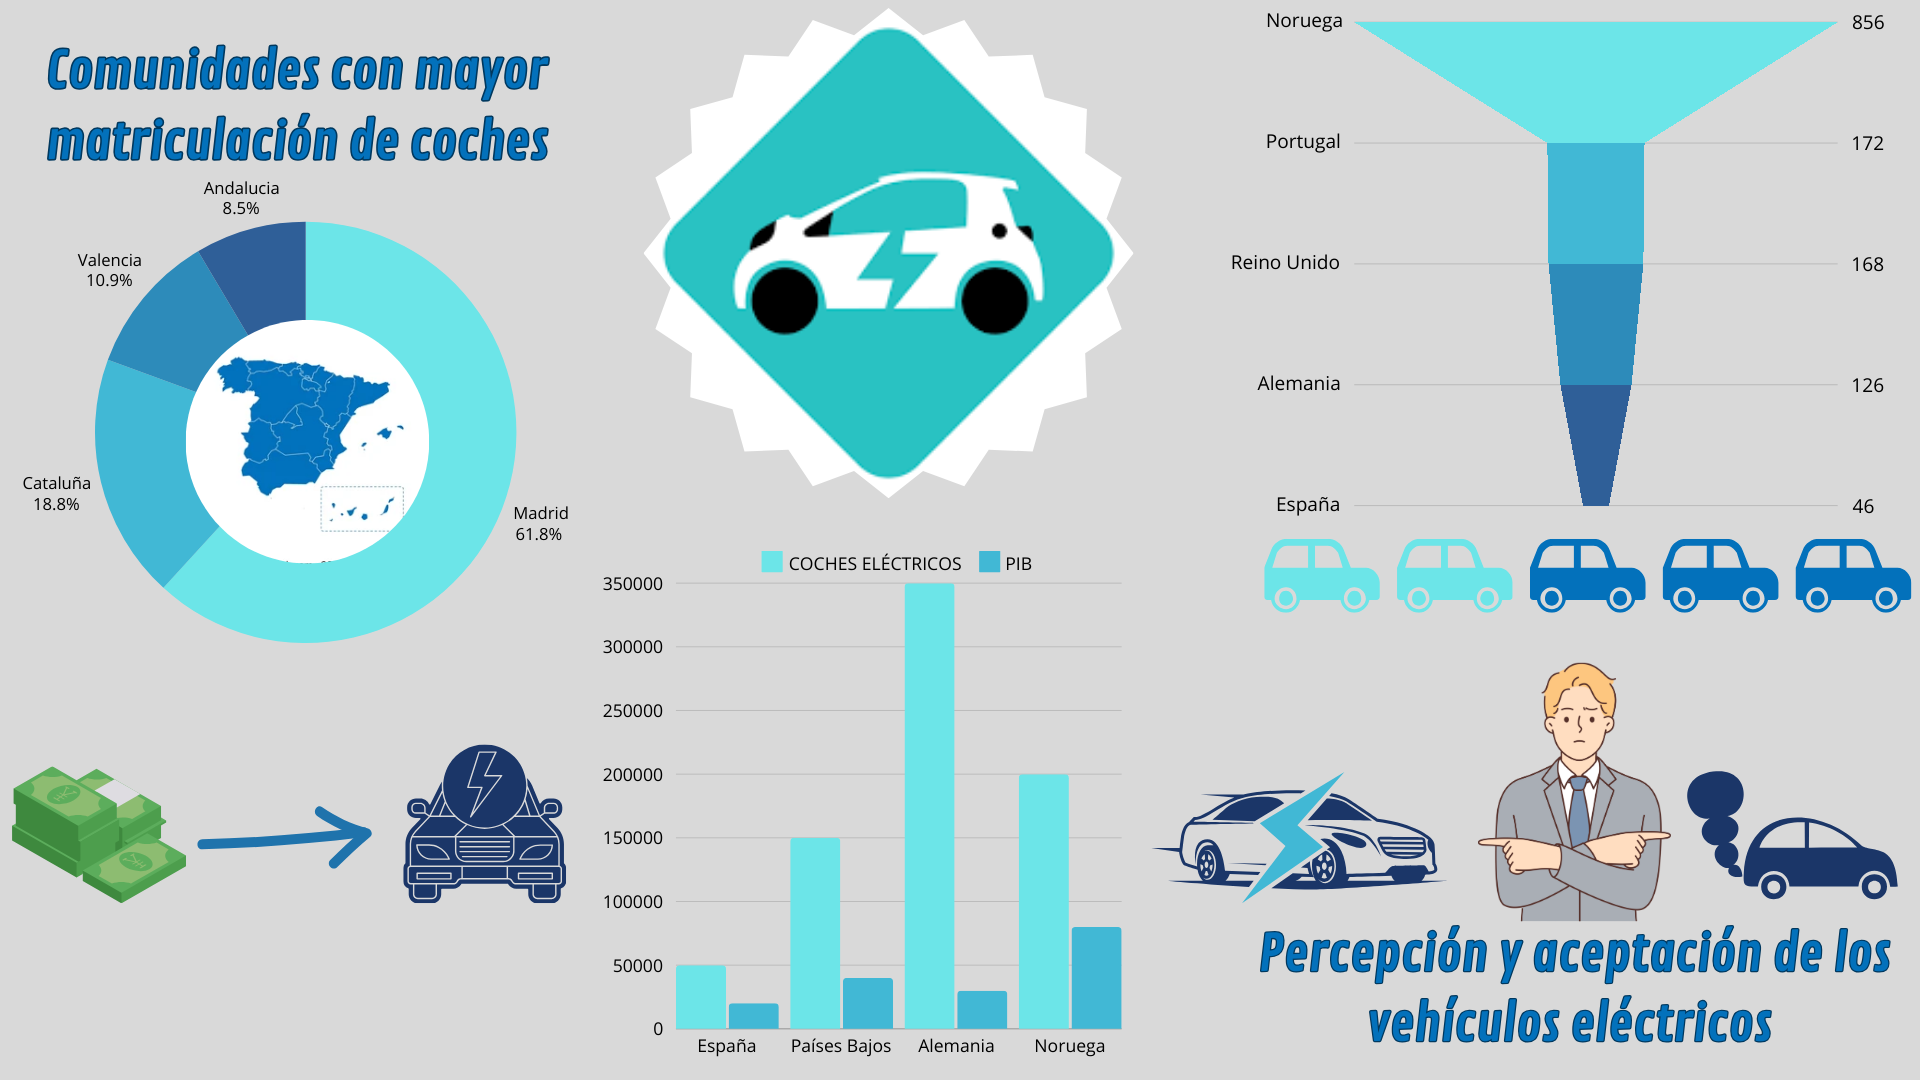 Comunidades con mayor
matriculación de coches
Andalucia
8.5%
Valencia
10.9%
Cataluña
18.8%
Madrid
61.8%
COCHES ELÉCTRICOS
PIB
350000
300000
250000
200000
150000
100000
50000
0
España
Países Bajos
Alemania
Noruega
Noruega 856
Portugal 172
Reino Unido 168
Alemania 126
España 46
Percepción y aceptación de los
vehículos eléctricos